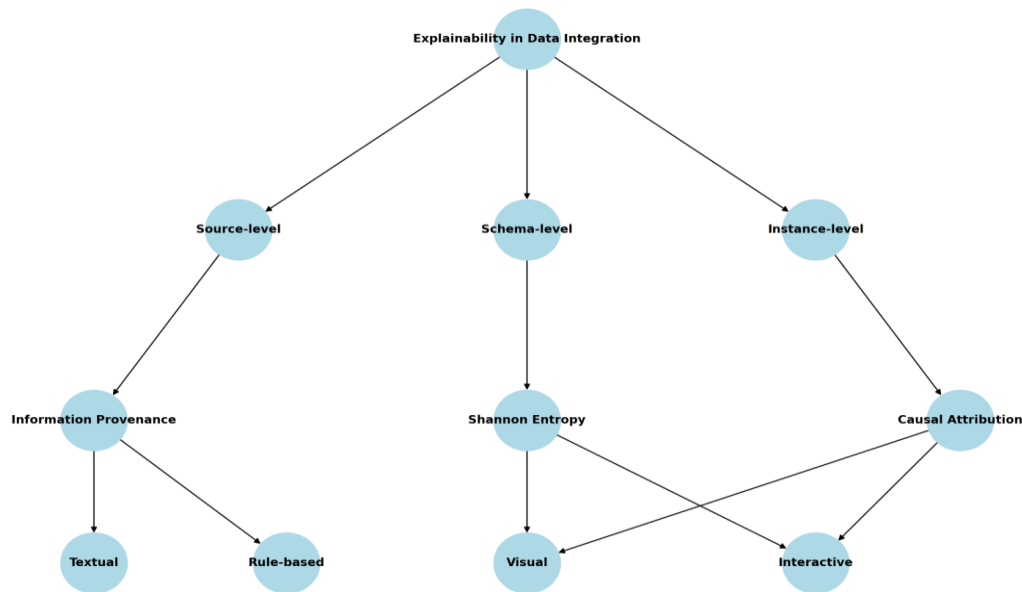 Explainability in Data Integration
Source-level
Schema-level
Instance-level
Information Provenance
Shannon Entropy
Causal Attribution
Textual
Rule-based
Visual
Interactive